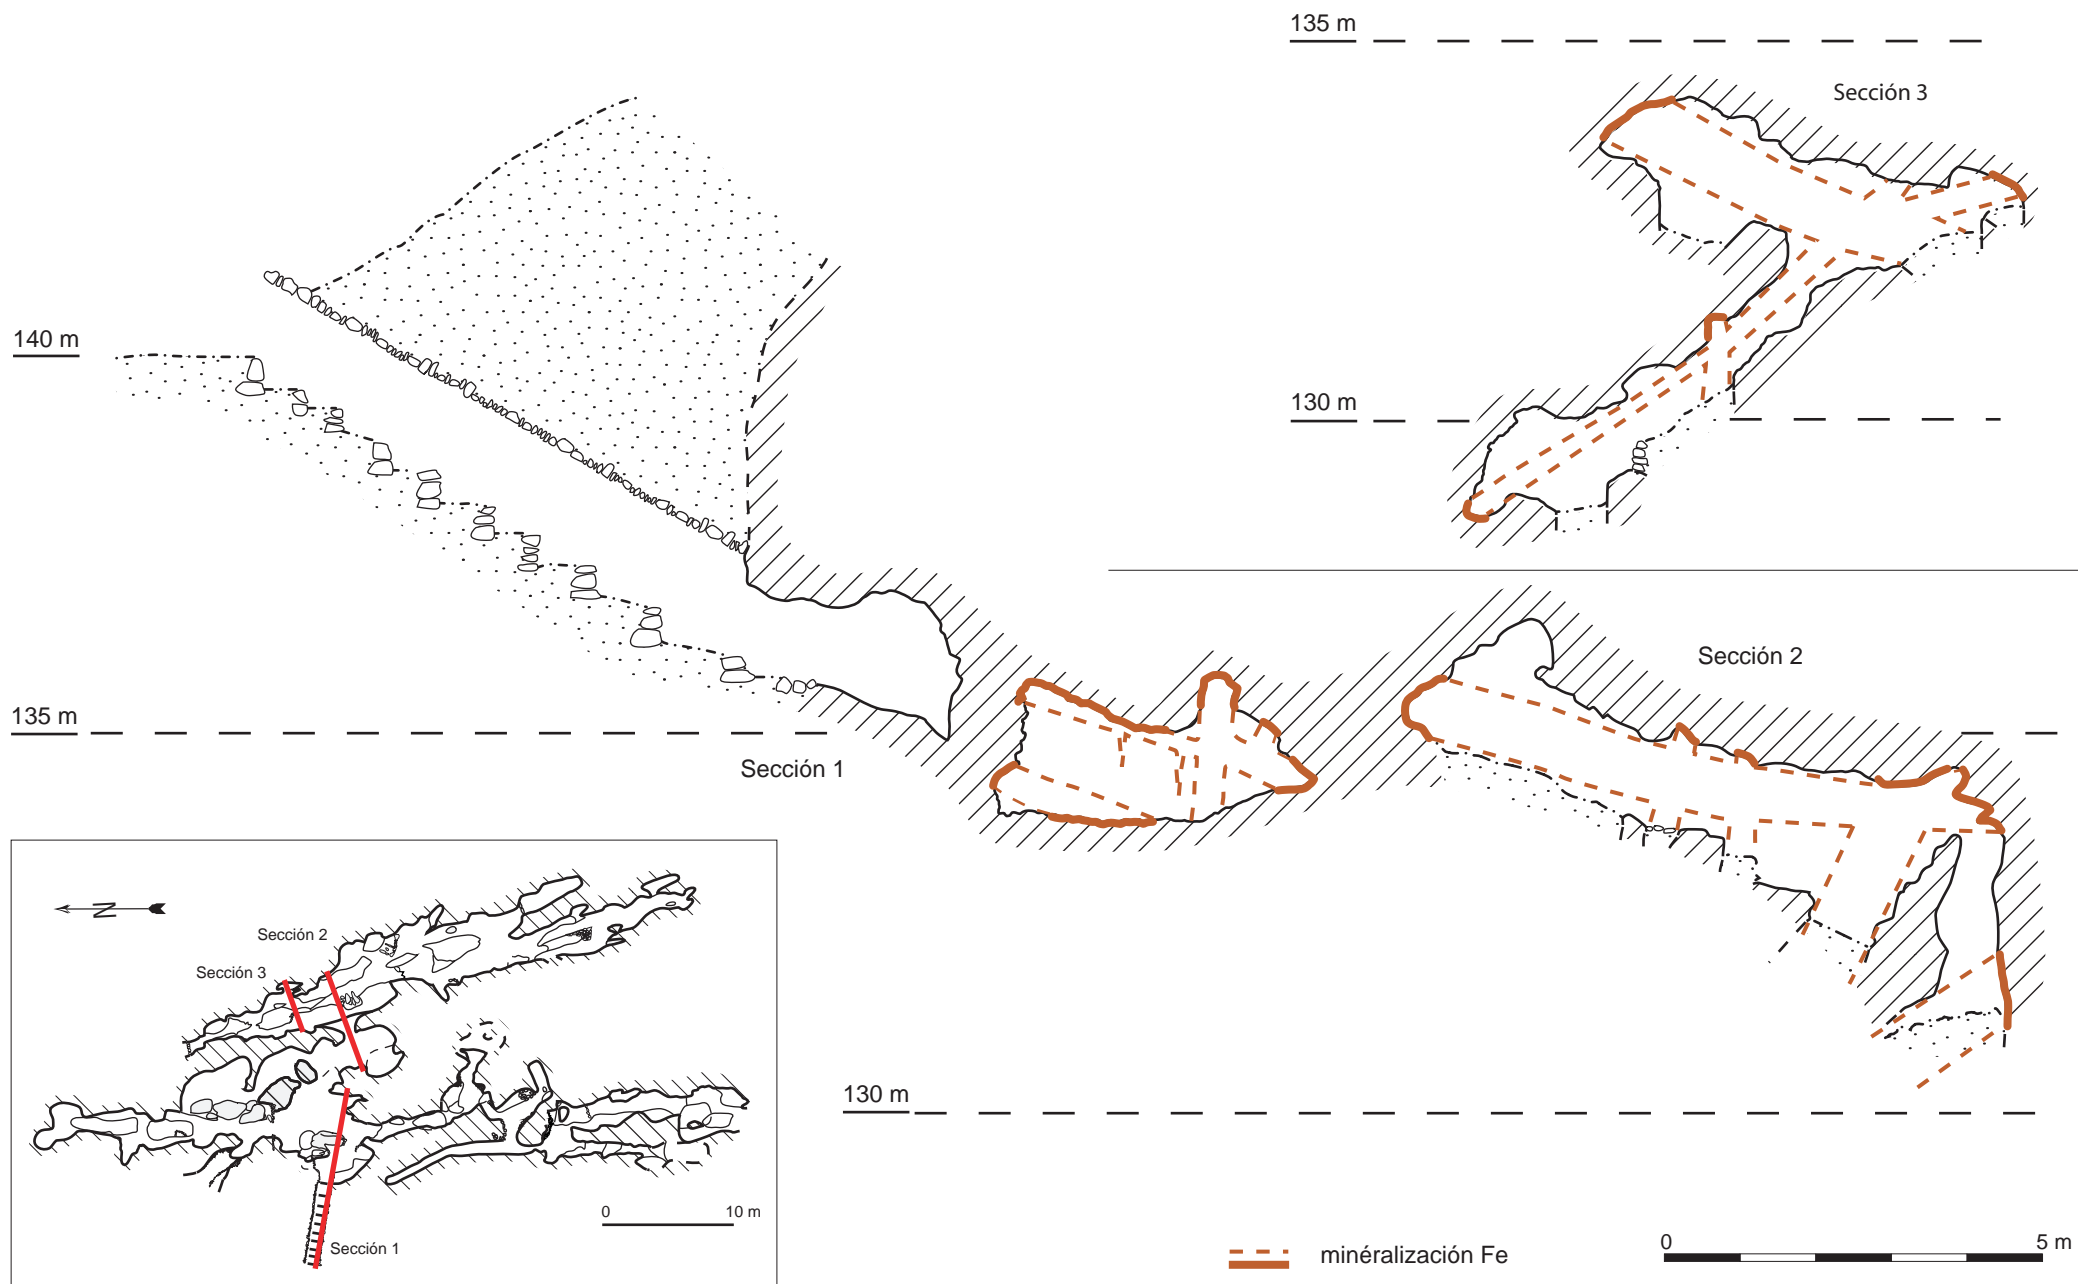 135 m
Sección 3
140 m
130 m
Sección 2
135 m
Sección 1
N
Sección 2
Sección 3
130 m
0 10 m
Sección 1
minéralización Fe
0 5 m